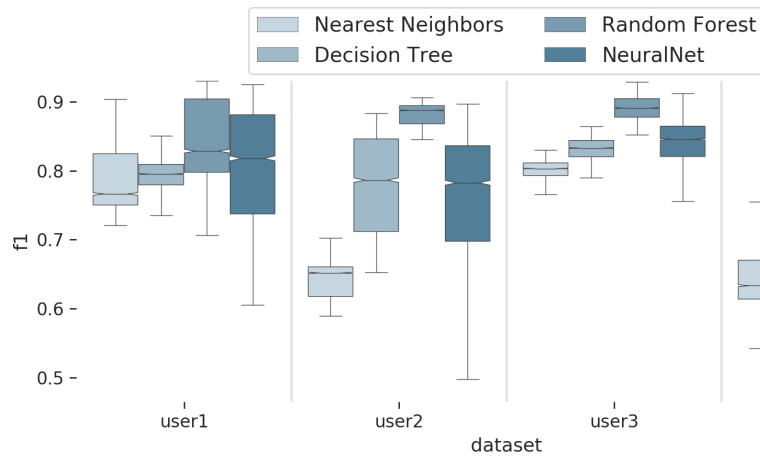 Nearest Neighbors
Random Forest
Decision Tree
NeuralNet
0.9
0.8
0.7
0.6
0.5
f1
user1
user2
user3
dataset